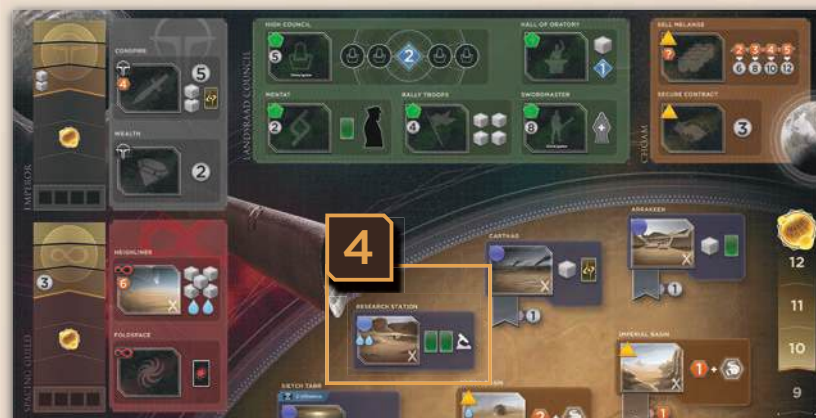 HIGH COUNCIL
HALL OF ORATORY
SELL MELANGE
CONSPIRE
4
5
5
2
1
?
2 3 4 5
6 8 10 12
LANDSRAAD COUNCIL
MENTAT
RALLY TROOPS
SWORDMASTER
SECURE CONTRACT
2
4
8
3
CHOAM
WEALTH
2
EMPEROR
4
ARRAKEEN
CARTHAG
1
1
HEIGHLINER
6
X
3
12
11
10
9
RESEARCH STATION
X
IMPERIAL BASIN
X
1 +
1
FOLDSPACE
SPACING GUILD
SIETCH TABR
2 Influence
? +